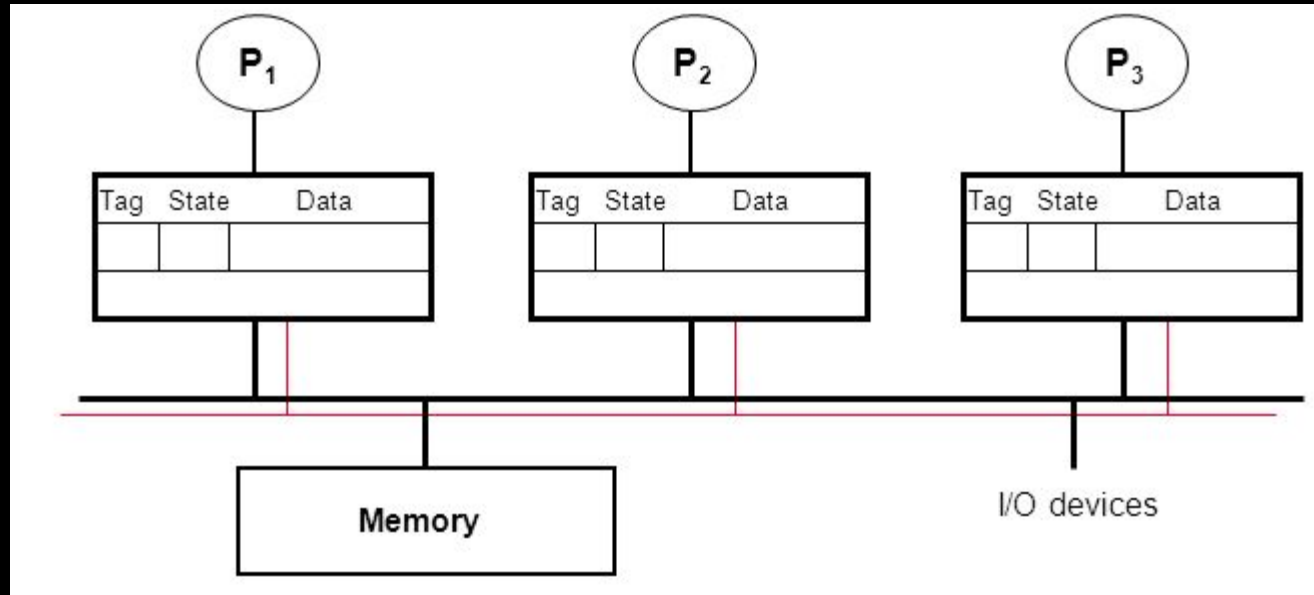 P₁ P₂ P₃
Tag State Data Tag State Data Tag State Data
I/O devices
Memory